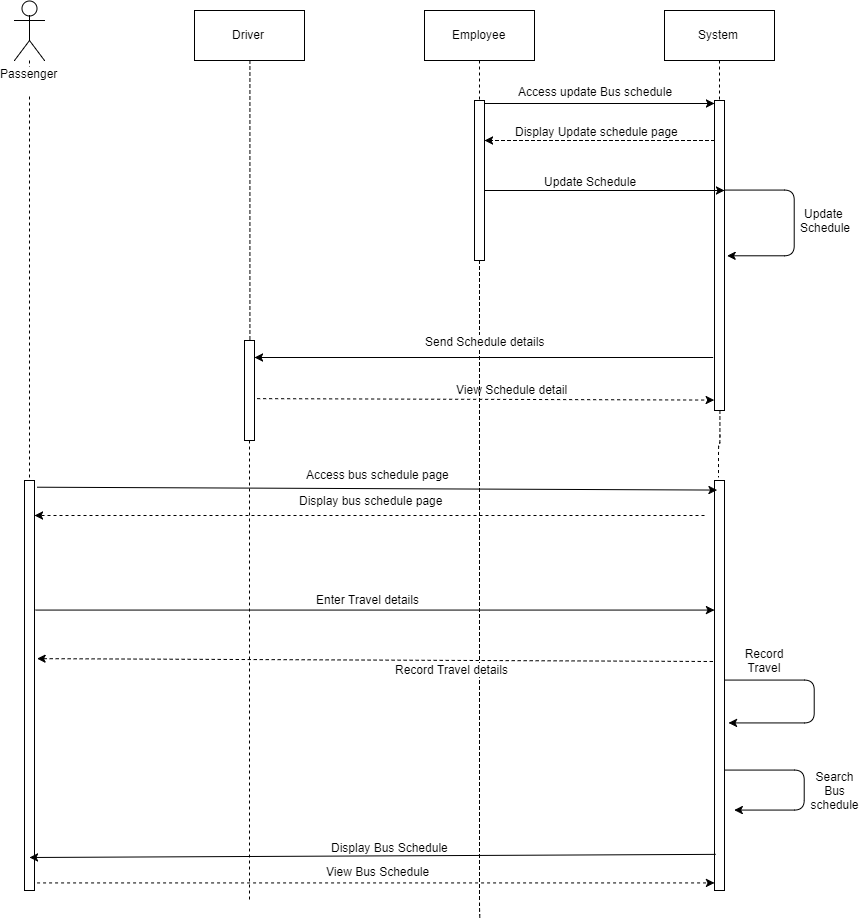 Driver
Employee
System
Passenger
Access update Bus schedule
Display Update schedule page
Update Schedule
Update
Schedule
Send Schedule details
View Schedule detail
Access bus schedule page
Display bus schedule page
Enter Travel details
Record
Travel
Record Travel details
Search
Bus
schedule
Display Bus Schedule
View Bus Schedule